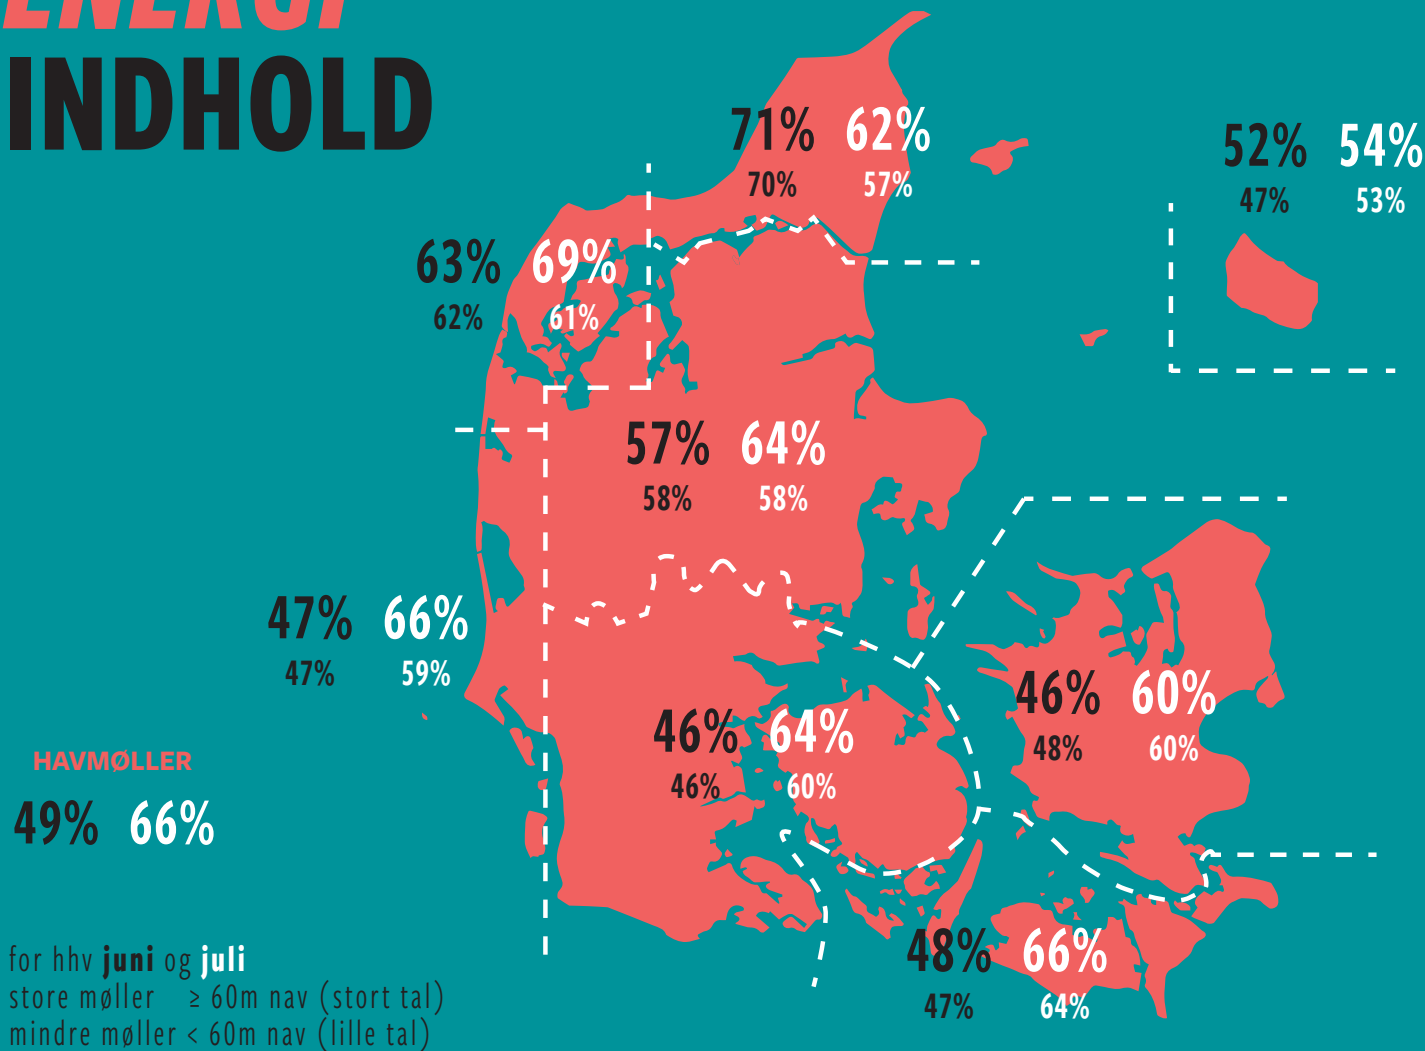 ENERGI
INDHOLD
71% 62%
70% 57%
52% 54%
47% 53%
63% 69%
62% 61%
57% 64%
58% 58%
47% 66%
47% 59%
46% 60%
48% 60%
46% 64%
46% 60%
HAVMØLLER
49% 66%
48% 66%
47% 64%
for hhv juni og juli
store møller ≥ 60m nav (stort tal)
mindre møller < 60m nav (lille tal)